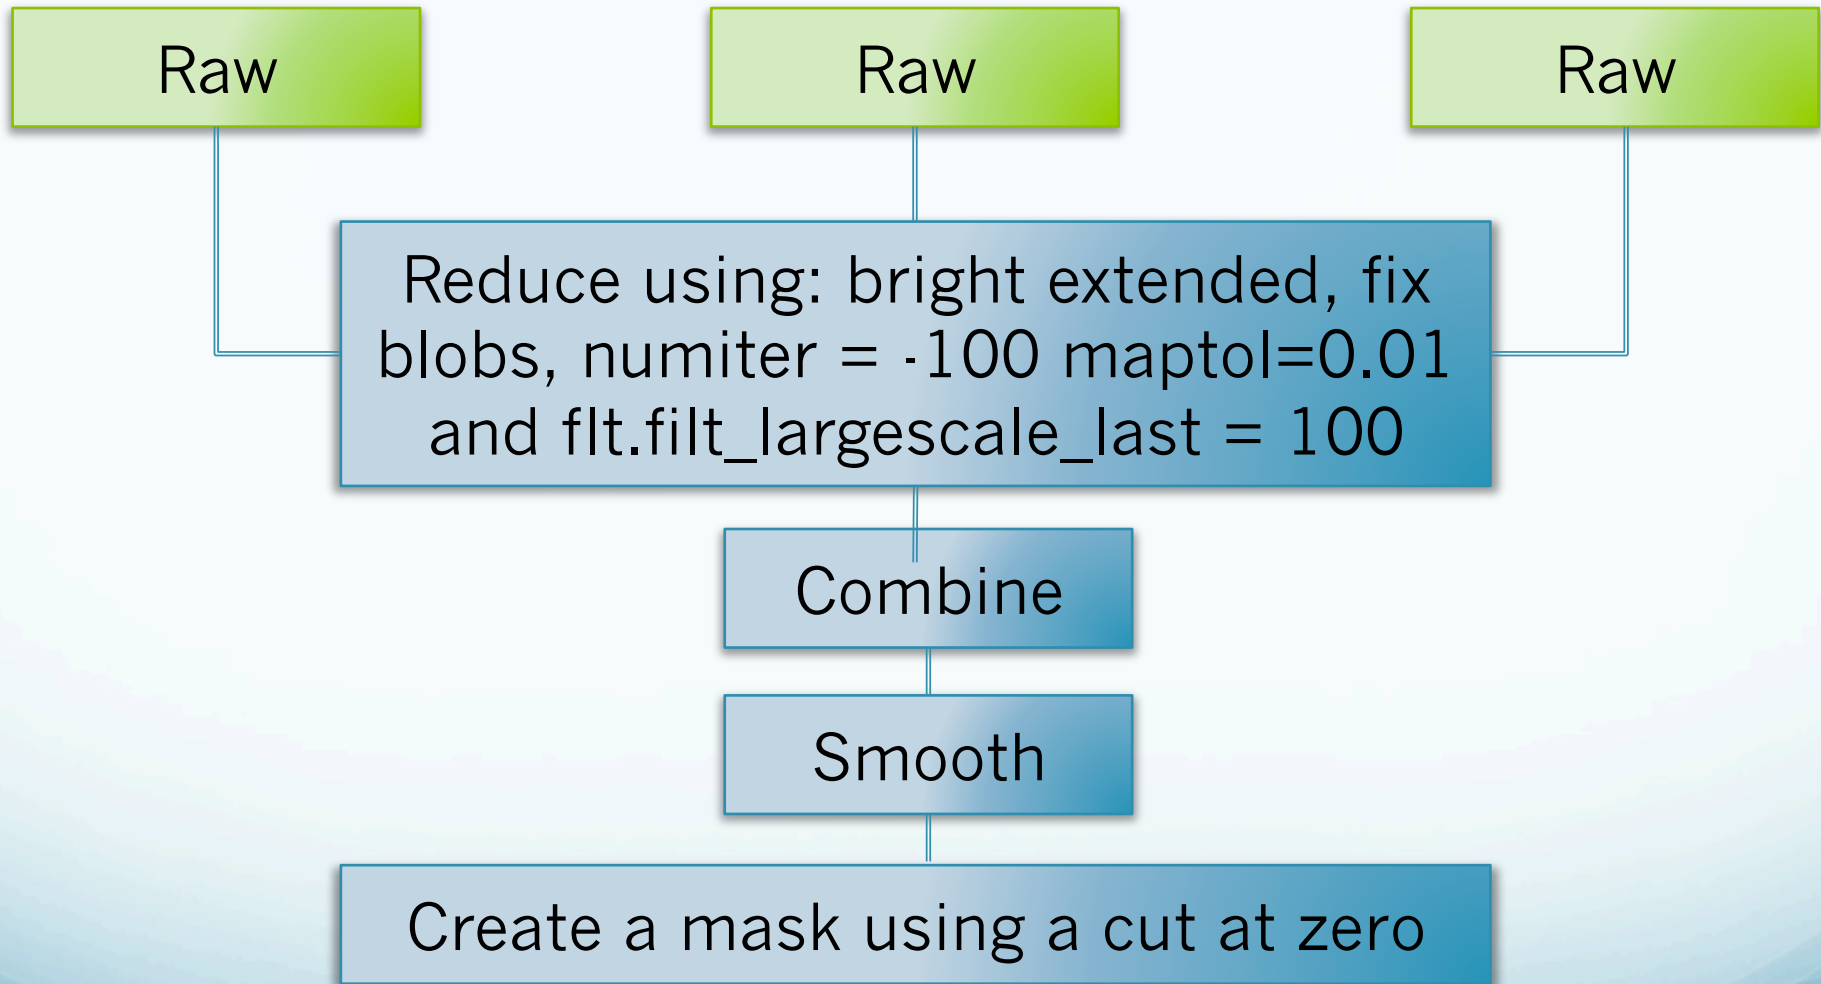 Raw
Raw
Raw
Reduce using: bright extended, fix
blobs, numiter = -100 maptol=0.01
and flt.filt_largescale_last = 100
Combine
Smooth
Create a mask using a cut at zero